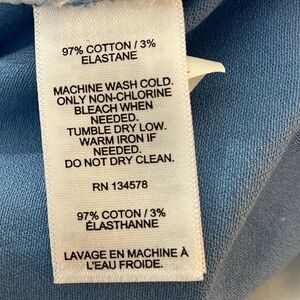 97% COTTON / 3%
ELASTANE
MACHINE WASH COLD.
ONLY NON-CHLORINE
BLEACH WHEN
NEEDED.
TUMBLE DRY LOW.
WARM IRON IF
NEEDED.
DO NOT DRY CLEAN.
RN 134578
97% COTON / 3%
ÉLASTHANNE
LAVAGE EN MACHINE À
L'EAU FROIDE.